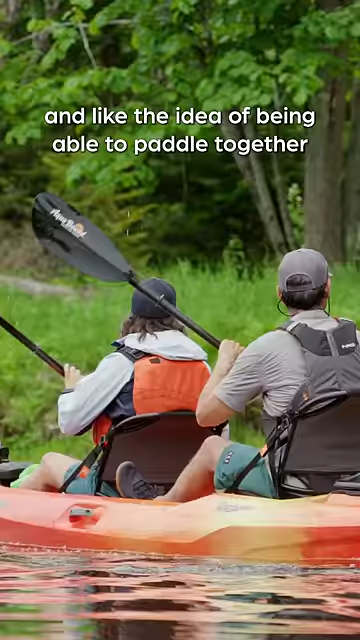 and like the idea of being
able to paddle together